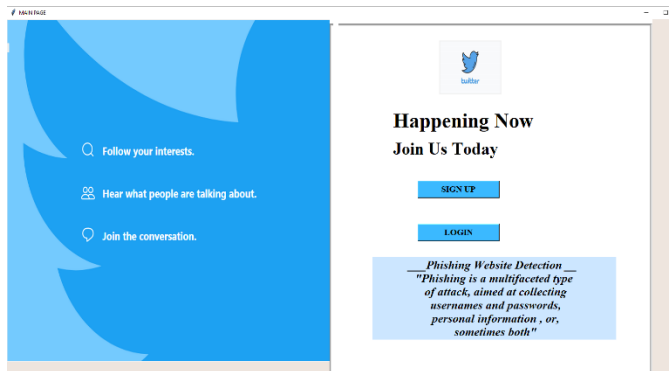 MAIN PAGE
Follow your interests.
Hear what people are talking about.
Join the conversation.
twitter
Happening Now
Join Us Today
SIGN UP
LOGIN
___Phishing Website Detection __
"Phishing is a multifaceted type
of attack, aimed at collecting
usernames and passwords,
personal information , or,
sometimes both"